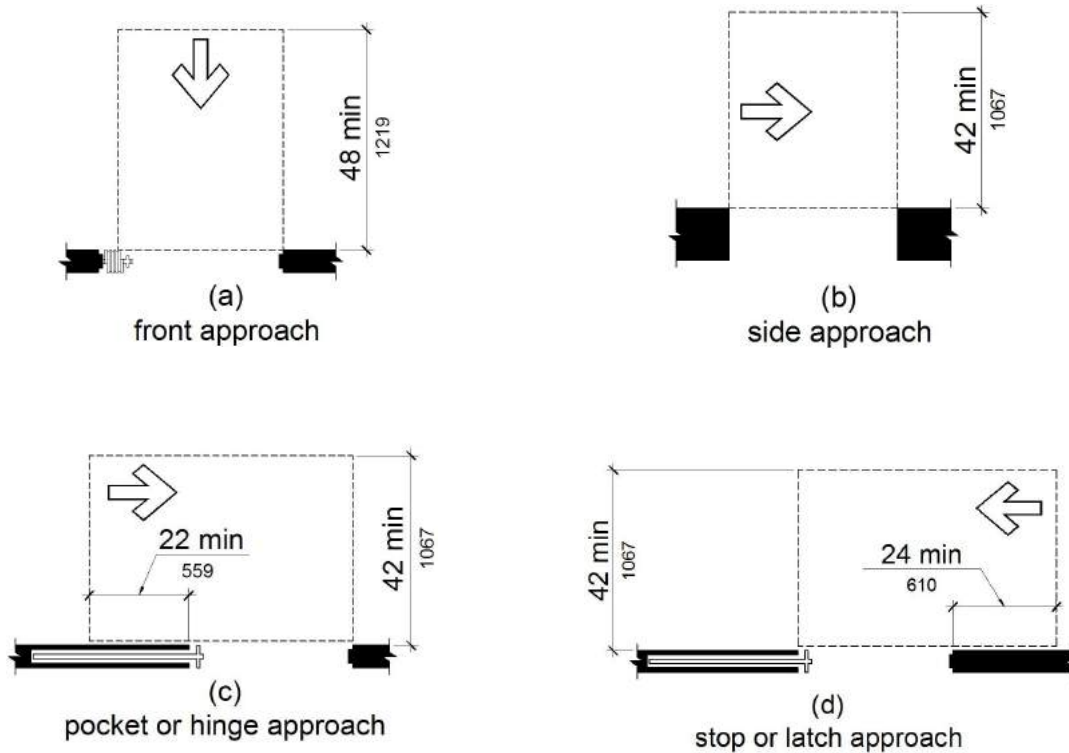 48 min
1219
(a)
front approach
42 min
1067
(b)
side approach
22 min
559
42 min
1067
(c)
pocket or hinge approach
42 min
1067
24 min
610
(d)
stop or latch approach